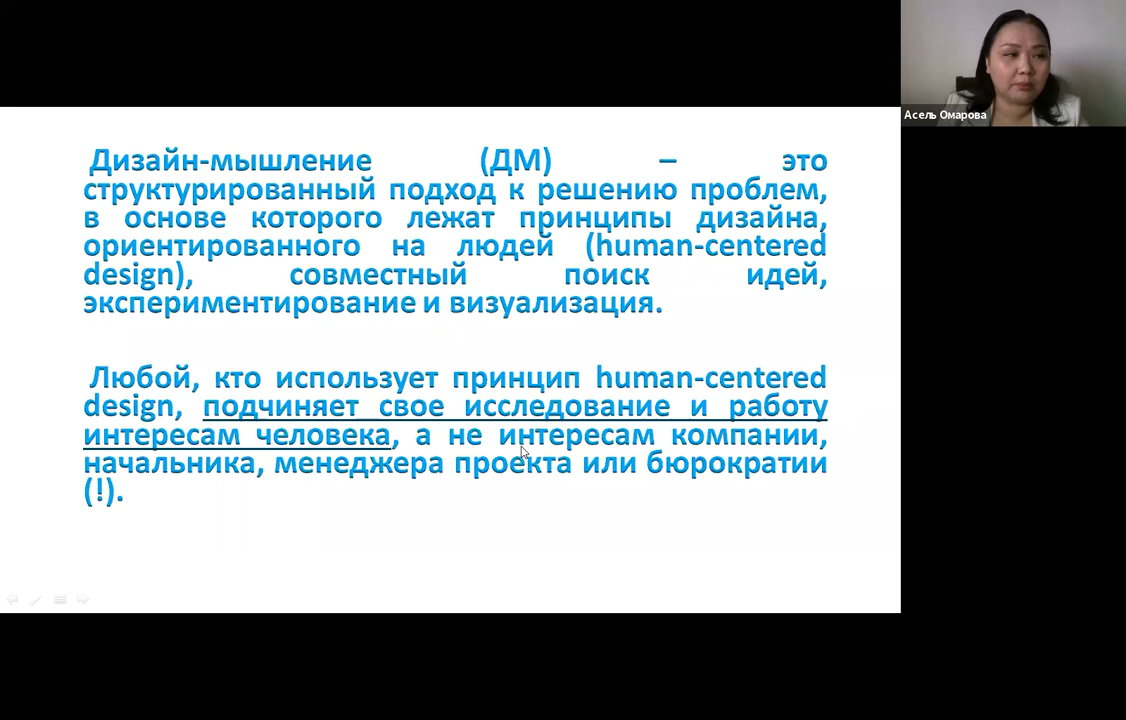 Асель Омарова
Дизайн-мышление (ДМ) – это
структурированный подход к решению проблем,
в основе которого лежат принципы дизайна,
ориентированного на людей (human-centered
design), совместный поиск идей,
экспериментирование и визуализация.
Любой, кто использует принцип human-centered
design, подчиняет свое исследование и работу
интересам человека, а не интересам компании,
начальника, менеджера проекта или бюрократии
(!).